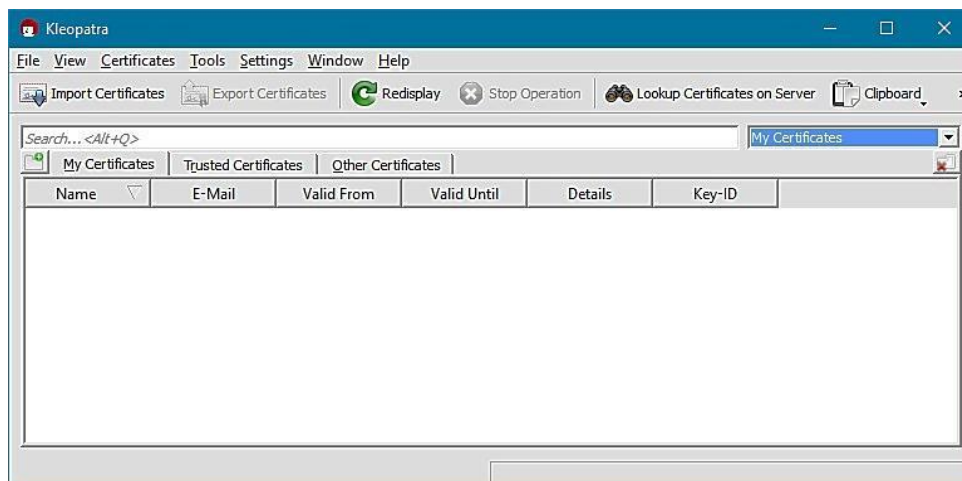 Kleopatra
File View Certificates Tools Settings Window Help
Import Certificates Export Certificates Redisplay Stop Operation Lookup Certificates on Server Clipboard
Search...<Alt+Q> My Certificates
My Certificates Trusted Certificates Other Certificates
Name E-Mail Valid From Valid Until Details Key-ID